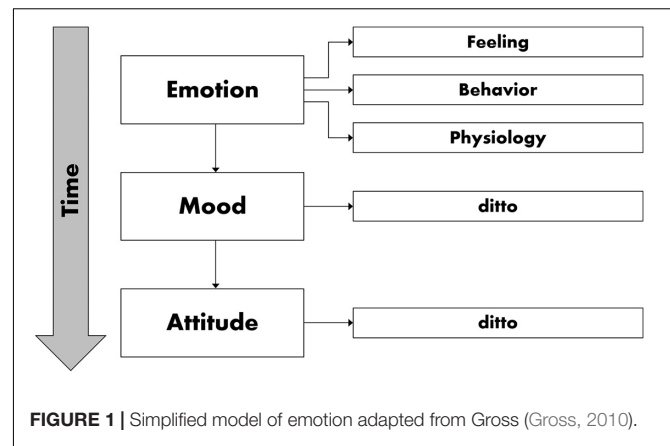 Feeling
Emotion
Behavior
Physiology
Time
Mood
ditto
Attitude
ditto
FIGURE 1 | Simplified model of emotion adapted from Gross (Gross, 2010).